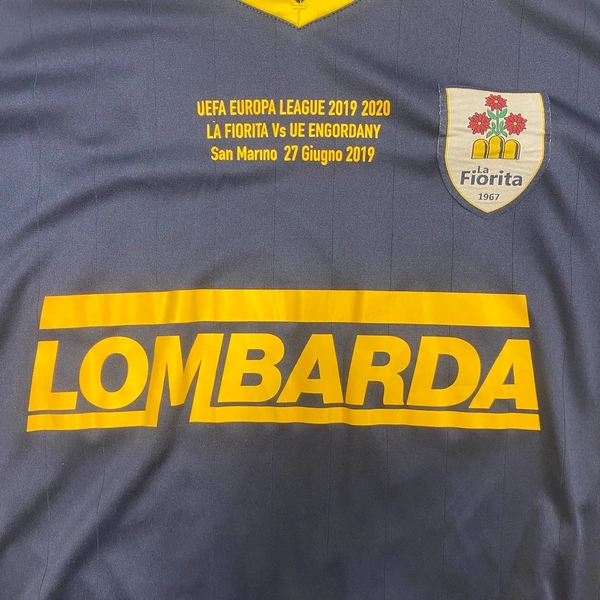 UEFA EUROPA LEAGUE 2019 2020
LA FIORITA Vs UE ENGORDANY
San Marino 27 Giugno 2019
La
Fiorita
1967
LOMBARDA